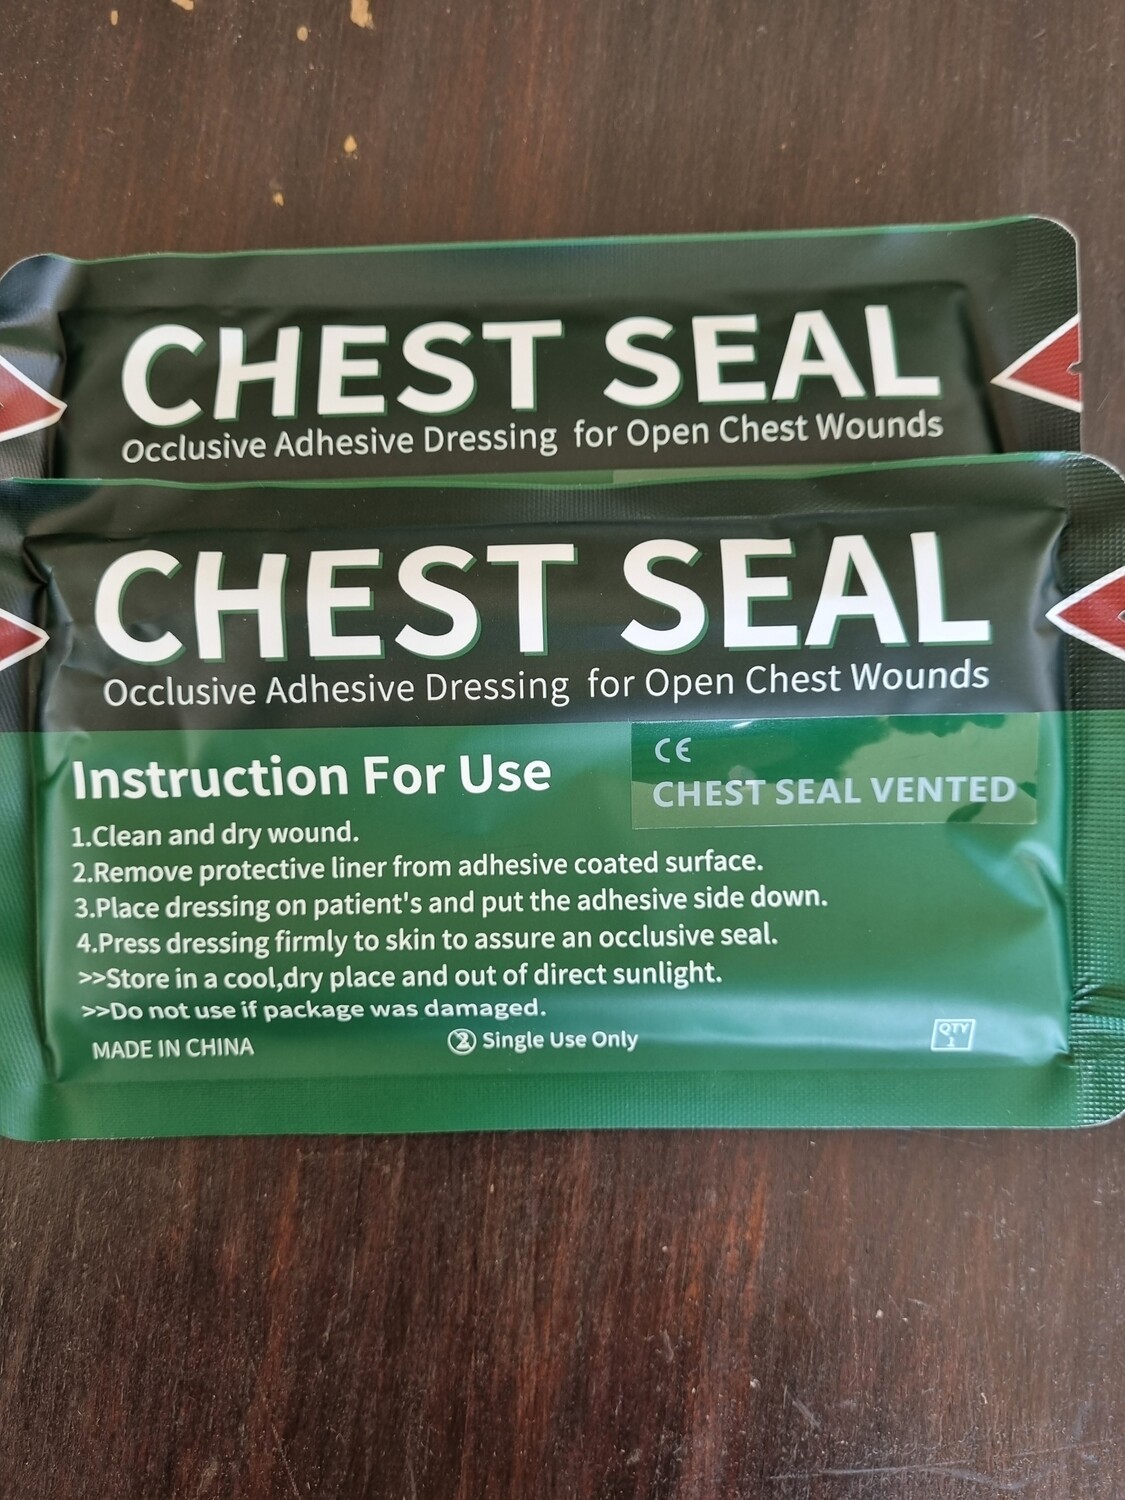 CHEST SEAL
Occlusive Adhesive Dressing for Open Chest Wounds
CHEST SEAL
Occlusive Adhesive Dressing for Open Chest Wounds
Instruction For Use
CE
CHEST SEAL VENTED
1.Clean and dry wound.
2.Remove protective liner from adhesive coated surface.
3.Place dressing on patient's and put the adhesive side down.
4.Press dressing firmly to skin to assure an occlusive seal.
>>Store in a cool,dry place and out of direct sunlight.
>>Do not use if package was damaged.
MADE IN CHINA
2 Single Use Only
QTY
1